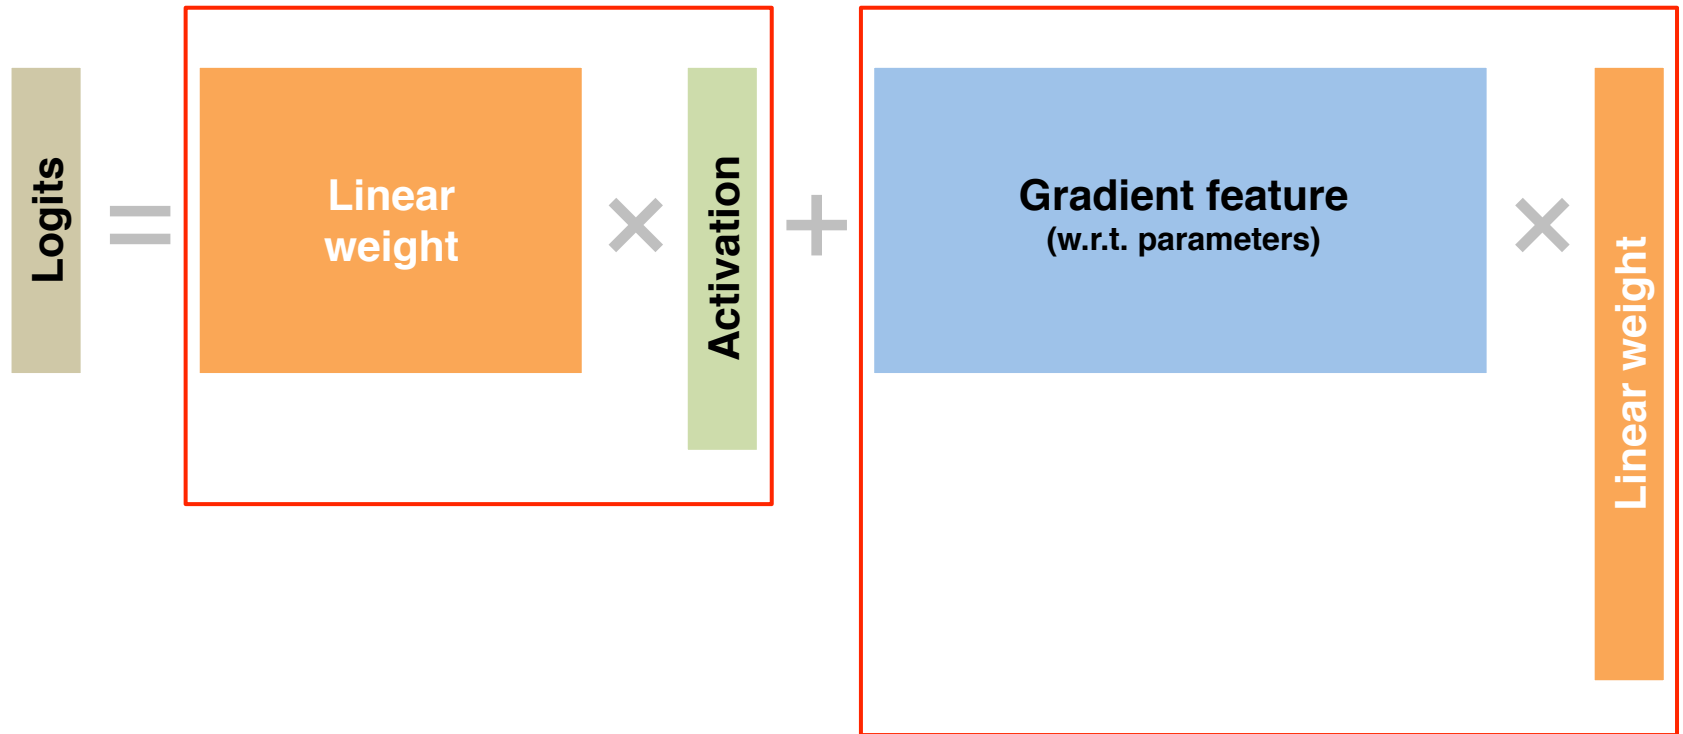 Logits
=
Linear
weight
×
Activation
+
Gradient feature
(w.r.t. parameters)
×
Linear weight